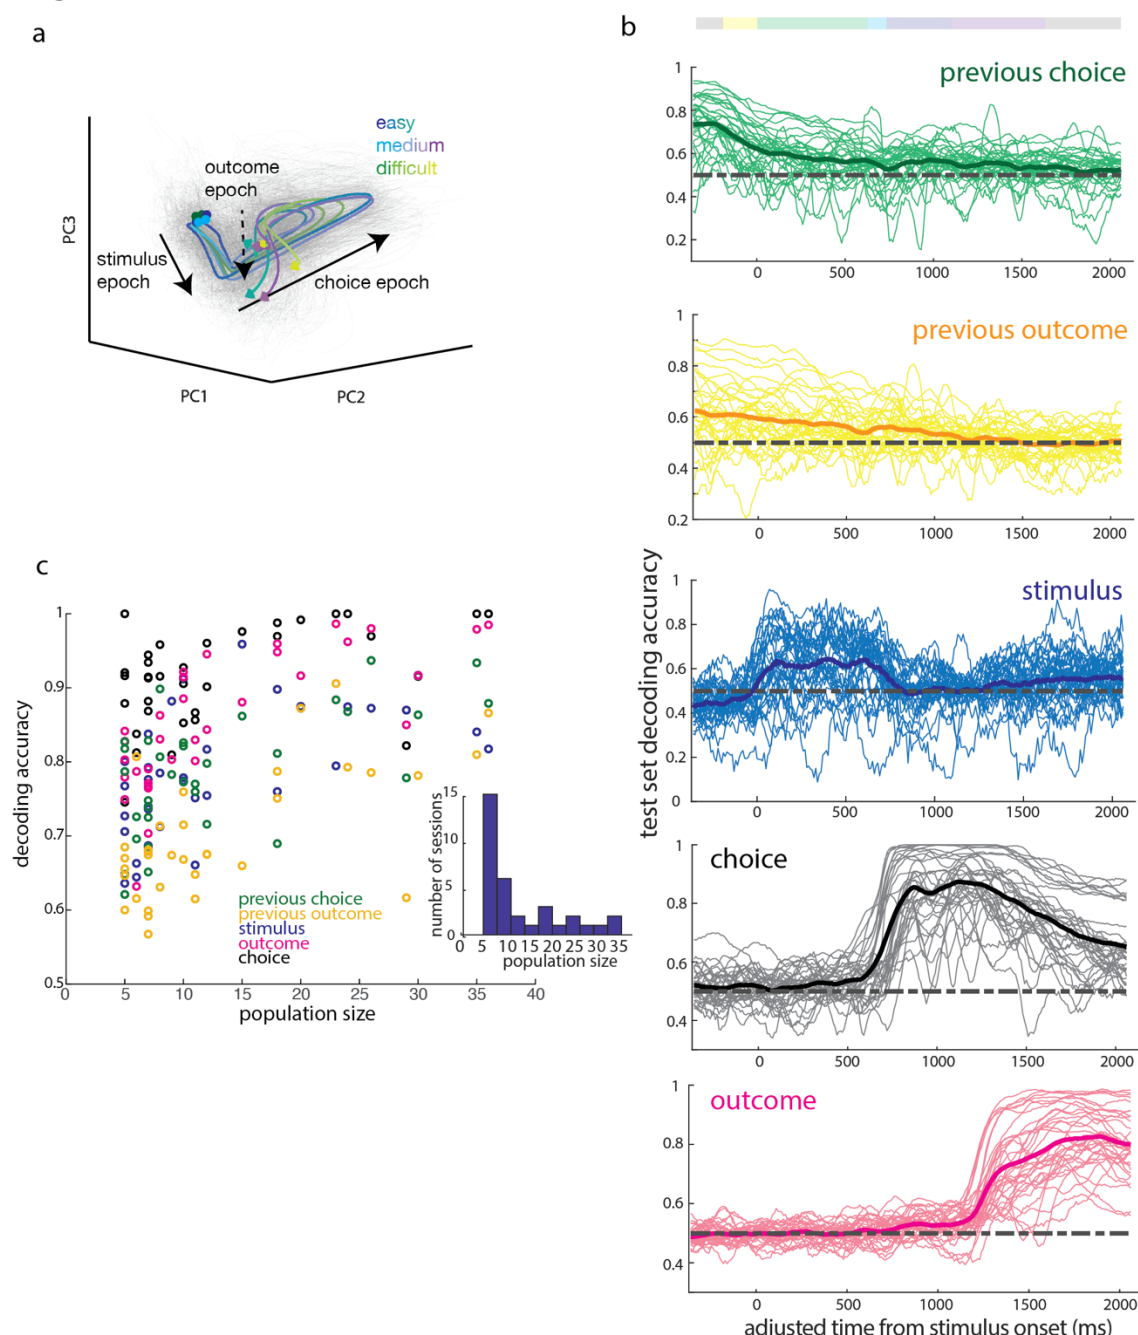 a
easy
medium
difficult
outcome
epoch
stimulus
epoch
choice epoch
PC3
PC1
PC2
b
previous choice
1
0.8
0.6
0.4
0.2
0
500
1000
1500
2000
previous outcome
1
0.8
0.6
0.4
0.2
0
500
1000
1500
2000
test set decoding accuracy
stimulus
1
0.8
0.6
0.4
0.2
0
0
500
1000
1500
2000
choice
1
0.8
0.6
0.4
0
500
1000
1500
2000
outcome
1
0.8
0.6
0.4
0
500
1000
1500
2000
adjusted time from stimulus onset (ms)
c
decoding accuracy
1
0.9
0.8
0.7
0.6
0.5
0
5
10
15
20
25
30
35
40
population size
previous choice
previous outcome
stimulus
outcome
choice
number of sessions
15
10
5
0
0
5
10
15
20
25
30
35
population size